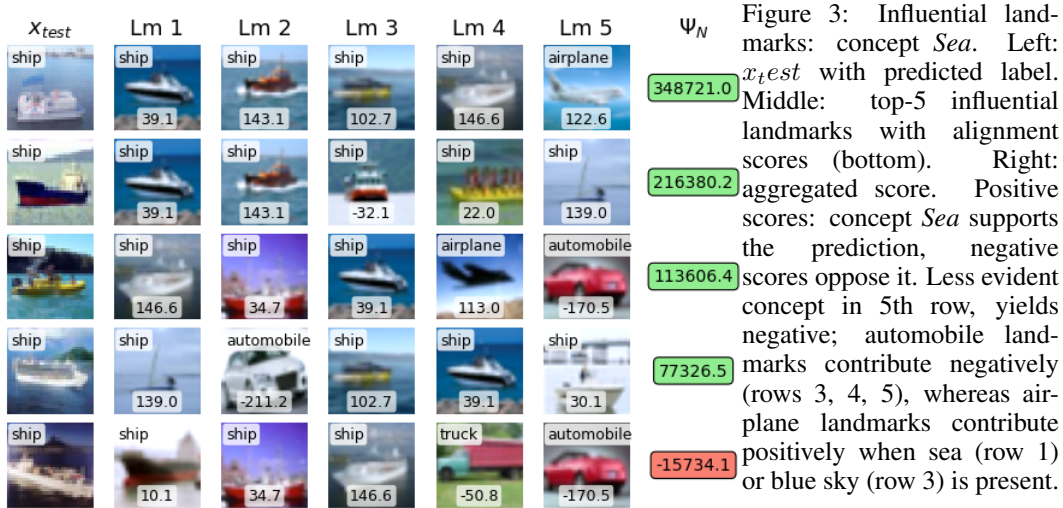 x_test Lm 1 Lm 2 Lm 3 Lm 4 Lm 5 Ψ_N
ship ship ship ship ship airplane
39.1 143.1 102.7 146.6 122.6 348721.0
ship ship ship ship ship ship
39.1 143.1 -32.1 22.0 139.0 216380.2
ship ship ship ship airplane automobile
146.6 34.7 39.1 113.0 -170.5 113606.4
ship ship automobile ship ship ship
139.0 -211.2 102.7 39.1 30.1 77326.5
ship ship ship ship truck automobile
10.1 34.7 146.6 -50.8 -170.5 -15734.1
Figure 3: Influential land-
marks: concept Sea. Left:
x_test with predicted label.
Middle: top-5 influential
landmarks with alignment
scores (bottom). Right:
aggregated score. Positive
scores: concept Sea supports
the prediction, negative
scores oppose it. Less evident
concept in 5th row, yields
negative; automobile land-
marks contribute negatively
(rows 3, 4, 5), whereas air-
plane landmarks contribute
positively when sea (row 1)
or blue sky (row 3) is present.